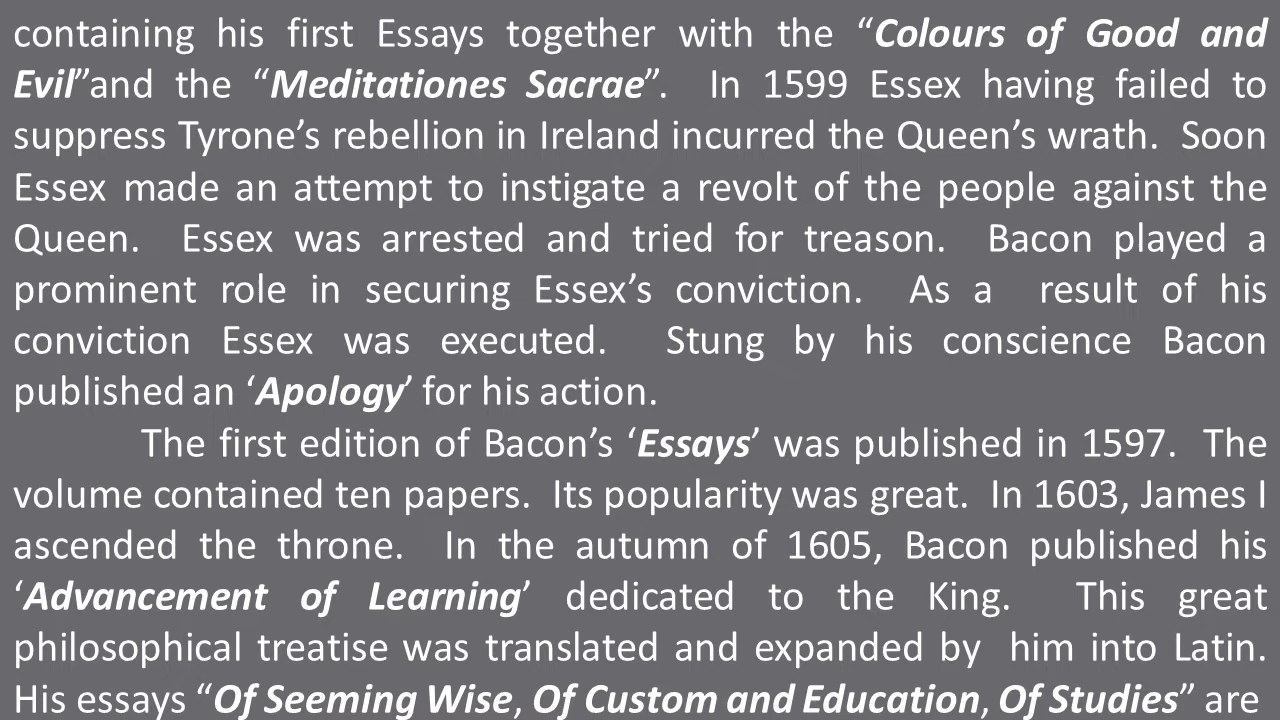 containing his first Essays together with the “Colours of Good and
Evil”and the “Meditationes Sacrae”. In 1599 Essex having failed to
suppress Tyrone’s rebellion in Ireland incurred the Queen’s wrath. Soon
Essex made an attempt to instigate a revolt of the people against the
Queen. Essex was arrested and tried for treason. Bacon played a
prominent role in securing Essex’s conviction. As a result of his
conviction Essex was executed. Stung by his conscience Bacon
published an ‘Apology’ for his action.
The first edition of Bacon’s ‘Essays’ was published in 1597. The
volume contained ten papers. Its popularity was great. In 1603, James I
ascended the throne. In the autumn of 1605, Bacon published his
‘Advancement of Learning’ dedicated to the King. This great
philosophical treatise was translated and expanded by him into Latin.
His essays “Of Seeming Wise, Of Custom and Education, Of Studies” are